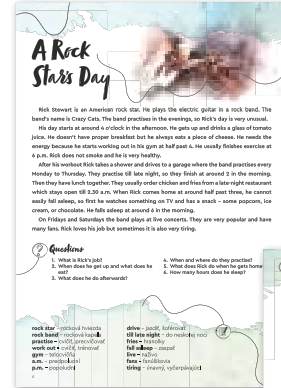 A Rock
Star's Day
Rick Stewart is an American rock star. He plays the electric guitar in a rock band. The
band's name is Crazy Cats. The band practises in the evenings, so Rick's day is very unusual.
His day starts at around 4 o'clock in the afternoon. He gets up and drinks a glass of tomato
juice. He doesn't have proper breakfast but he always eats a piece of cheese. He needs the
energy because he starts working out in his gym at half past 4. He usually finishes exercise at
6 p.m. Rick does not smoke and he is very healthy.
After his workout Rick takes a shower and drives to a garage where the band practises every
Monday to Thursday. They practise till late night, so they finish at around 2 in the morning.
Then they have lunch together. They usually order chicken and fries from a late-night restaurant
which stays open till 2.30 a.m. When Rick comes home at around half past three, he cannot
easily fall asleep, so first he watches something on TV and has a snack – some popcorn, ice
cream, or chocolate. He falls asleep at around 6 in the morning.
On Fridays and Saturdays the band plays at live concerts. They are very popular and have
many fans. Rick loves his job but sometimes it is also very tiring.
Questions
1. What is Rick's job?
2. When does he get up and what does he
eat?
3. What does he do afterwards?
4. When and where do they practise?
5. What does Rick do when he gets home
6. How many hours does he sleep?
rock star – rocková hviezda
rock band – rocková kapela
practise – cvičiť, precvičovať
work out – cvičiť, trénovať
gym – telocvičňa
a.m. – predpoludní
p.m. – popoludní
drive – jazdiť, šoférovať
till late night – do neskorej noci
fries – hranolky
fall asleep – zaspať
live – naživo
fans – fanúšikovia
tiring – únavný, vyčerpávajúci